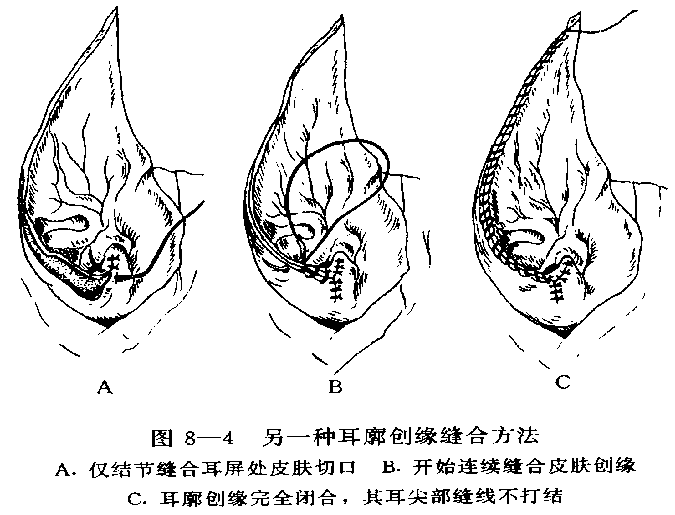 A
B
C
图 8—4 另一种耳廓创缘缝合方法
A. 仅结节缝合耳屏处皮肤切口 B. 开始连续缝合皮肤创缘
C. 耳廓创缘完全闭合，其耳尖部缝线不打结